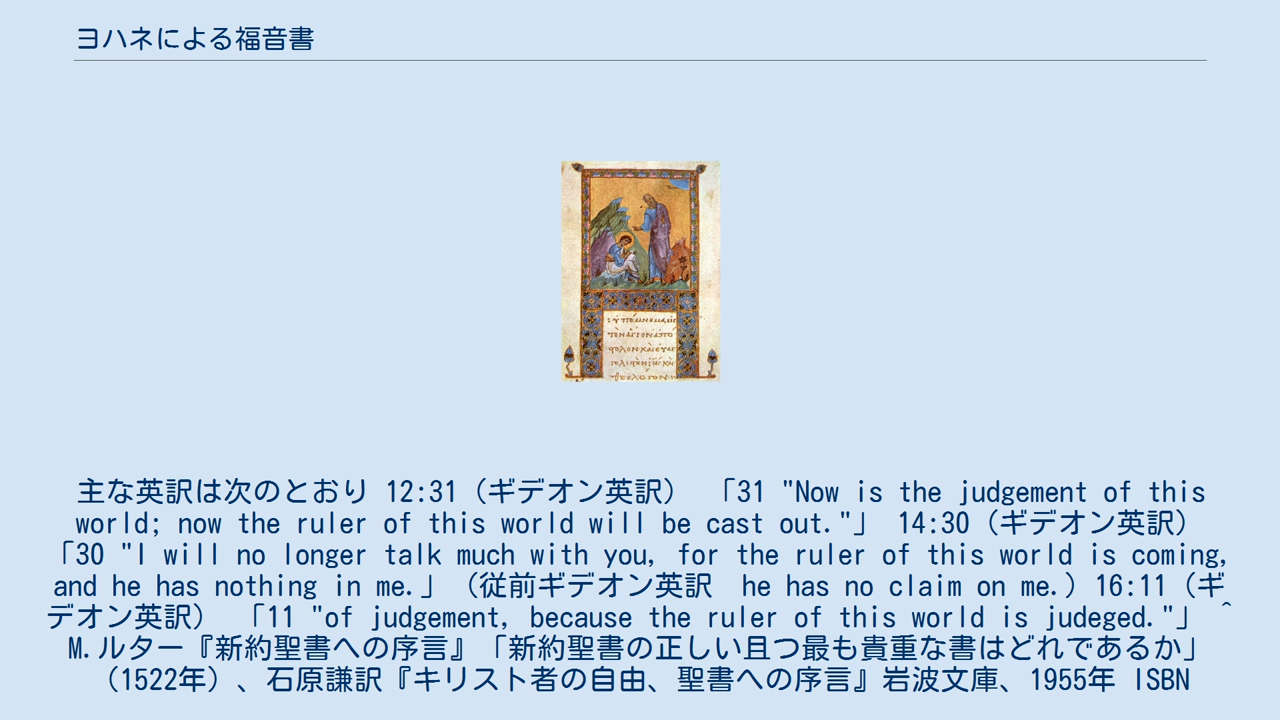 ヨハネによる福音書
主な英訳は次のとおり 12:31（ギデオン英訳）　「31 "Now is the judgement of this
world; now the ruler of this world will be cast out."」 14:30（ギデオン英訳）
「30 "I will no longer talk much with you, for the ruler of this world is coming,
and he has nothing in me.」（従前ギデオン英訳　he has no claim on me.）16:11（ギ
デオン英訳）　「11 "of judgement, because the ruler of this world is judeged."」 ^
M.ルター『新約聖書への序言』「新約聖書の正しい且つ最も貴重な書はどれであるか」
（1522年）、石原謙訳『キリスト者の自由、聖書への序言』岩波文庫、1955年 ISBN